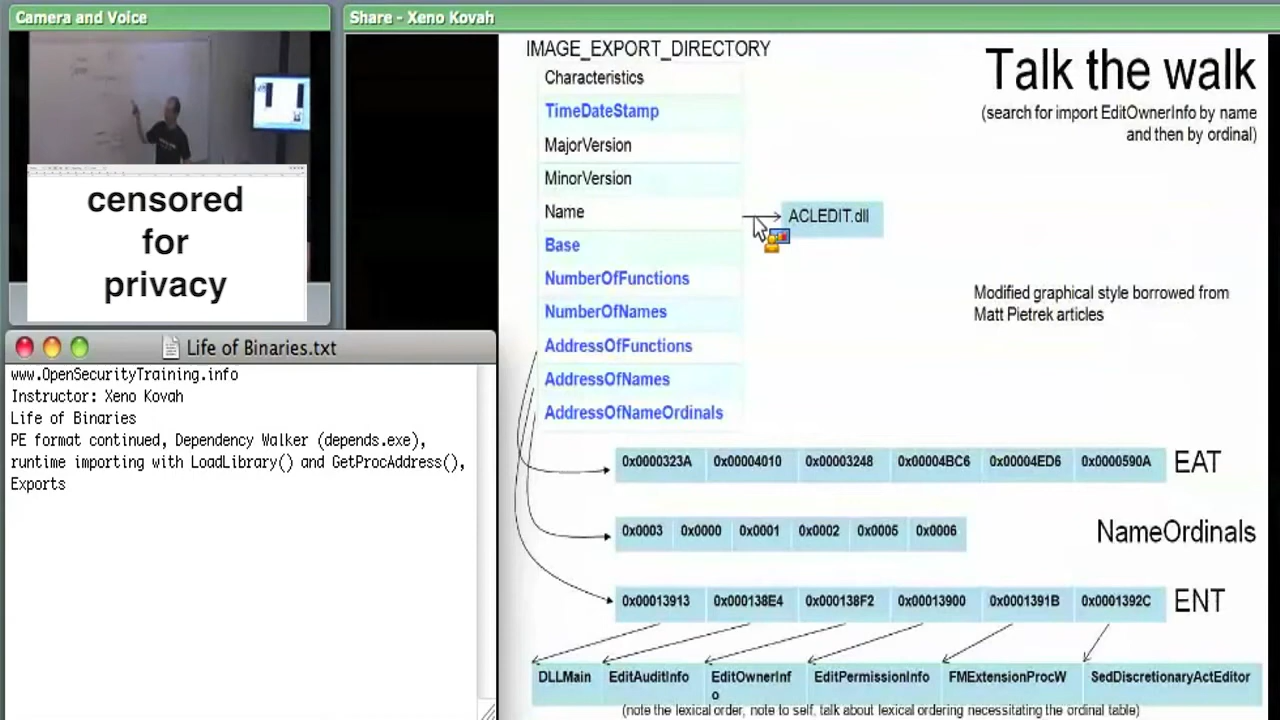 Camera and Voice
Share - Xeno Kovah
censored
for
privacy
Life of Binaries.txt
www.OpenSecurityTraining.info
Instructor: Xeno Kovah
Life of Binaries
PE format continued, Dependency Walker (depends.exe),
runtime importing with LoadLibrary() and GetProcAddress(),
Exports
IMAGE_EXPORT_DIRECTORY
Characteristics
TimeDateStamp
MajorVersion
MinorVersion
Name
Base
NumberOfFunctions
NumberOfNames
AddressOfFunctions
AddressOfNames
AddressOfNameOrdinals
ACLEDIT.dll
Talk the walk
(search for import EditOwnerInfo by name
and then by ordinal)
Modified graphical style borrowed from
Matt Pietrek articles
0x0000323A 0x00004010 0x00003248 0x00004BC6 0x00004ED6 0x0000590A EAT
0x0003 0x0000 0x0001 0x0002 0x0005 0x0006 NameOrdinals
0x00013913 0x000138E4 0x000138F2 0x00013900 0x0001391B 0x0001392C ENT
DLLMain EditAuditInfo EditOwnerInf EditPermissionInfo FMExtensionProcW SedDiscretionaryActEditor
o
(note the lexical order, note to self, talk about lexical ordering necessitating the ordinal table)